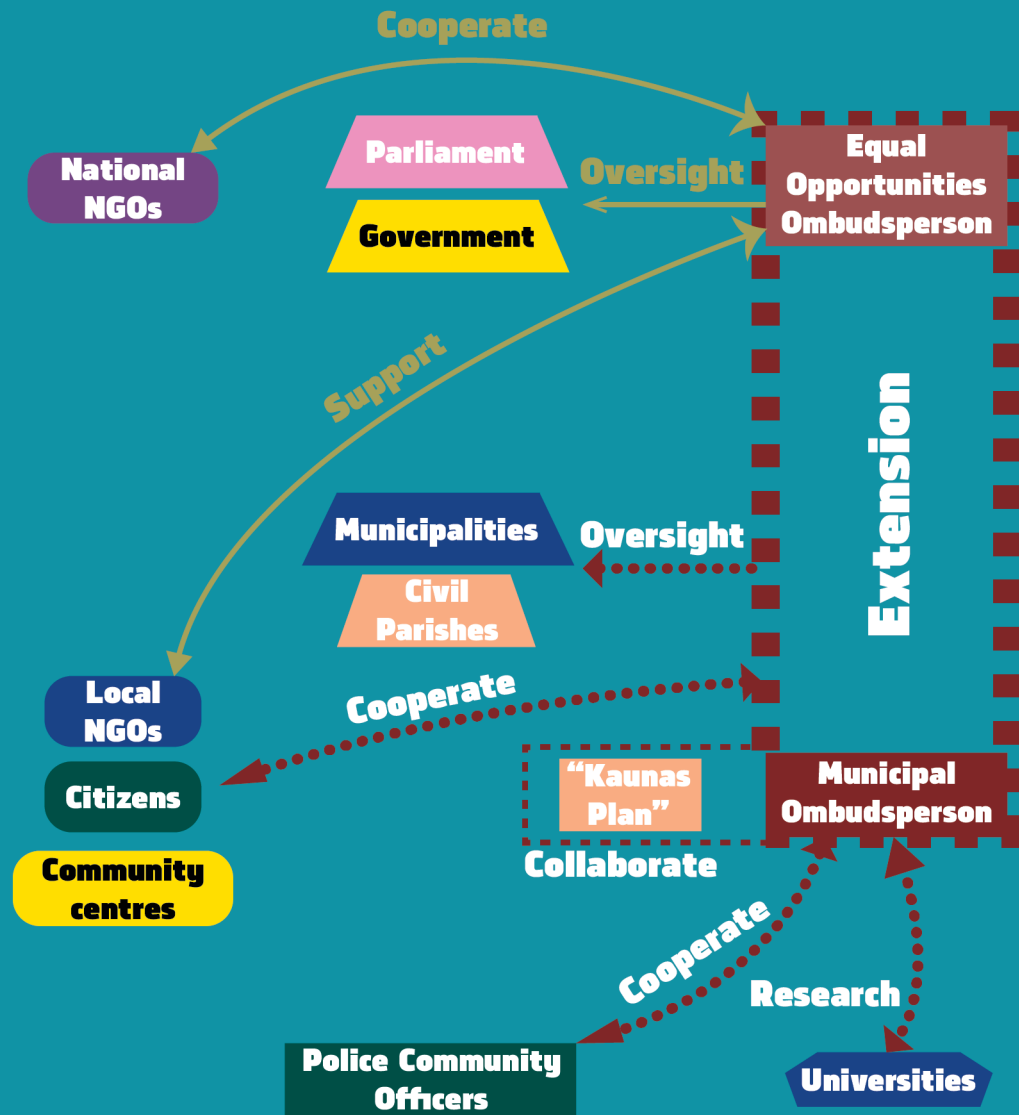 Cooperate
National
NGOs
Parliament
Government
Oversight
Equal
Opportunities
Ombudsperson
Support
Extension
Municipalities
Civil
Parishes
Oversight
Local
NGOs
Citizens
Community
centres
Cooperate
“Kaunas
Plan”
Collaborate
Municipal
Ombudsperson
Cooperate
Research
Police Community
Officers
Universities